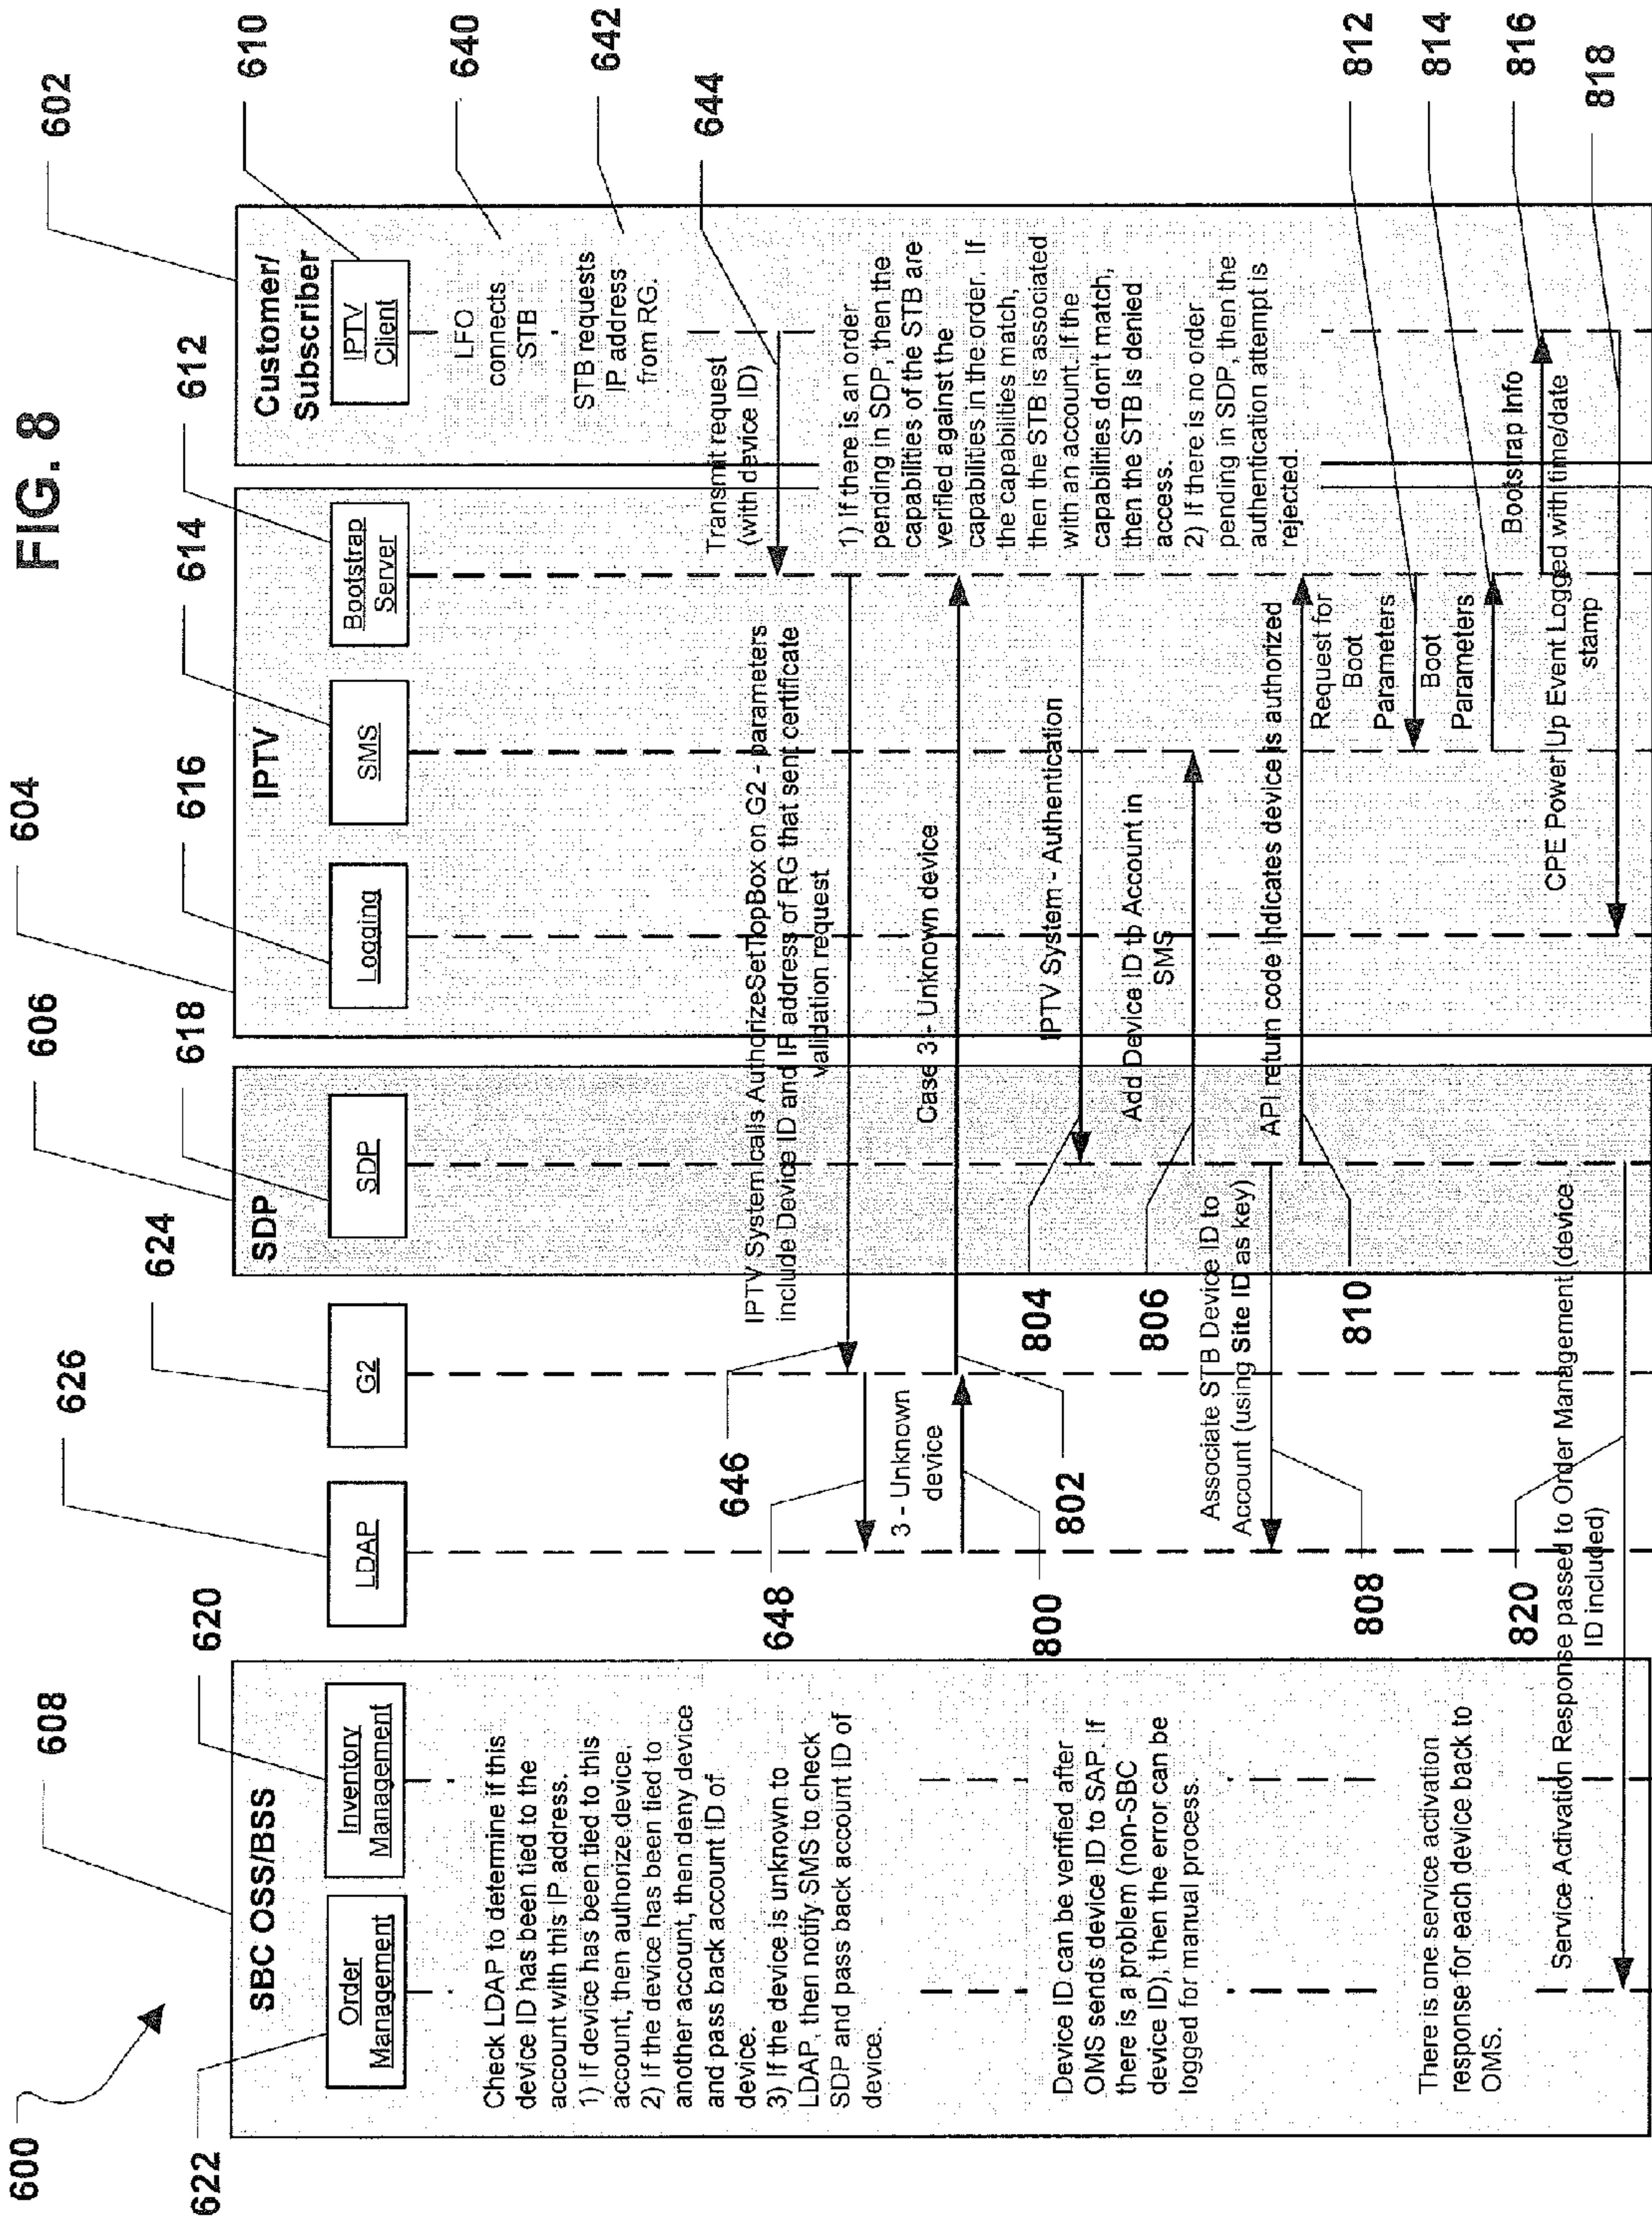 FIG. 8
600
608
606
604
602
SBC OSS/BSS
SDP
IPTV
Customer/
Subscriber
622
620
626
624
618
616
614
612
610
Order
Management
Inventory
Management
LDAP
G2
SDP
Logging
SMS
Bootstrap
Server
IPTV
Client
LFO
connects
STB
640
STB requests
IP address
from RG.
642
Check LDAP to determine if this
device ID has been tied to the
account with this IP address.
1) If device has been tied to this
account, then authorize device.
2) If the device has been tied to
another account, then deny device
and pass back account ID of
device.
3) If the device is unknown to
LDAP, then notify SMS to check
SDP and pass back account ID of
device.
Transmit request
(with device ID)
644
IPTV System calls AuthorizeSetTopBox on G2 - parameters
include Device ID and IP address of RG that sent certificate
validation request
646
648
3 - Unknown
device
800
Case 3 - Unknown device
802
1) If there is an order
pending in SDP, then the
capabilities of the STB are
verified against the
capabilities in the order. If
the capabilities match,
then the STB is associated
with an account. If the
capabilities don't match,
then the STB is denied
access.
2) If there is no order
pending in SDP, then the
authentication attempt is
rejected.
IPTV System - Authentication
804
Add Device ID to Account in
SMS
806
Device ID can be verified after
OMS sends device ID to SAP. If
there is a problem (non-SBC
device ID), then the error can be
logged for manual process.
Associate STB Device ID to
Account (using Site ID as key)
808
API return code indicates device is authorized
810
Request for
Boot
Parameters
812
Boot
Parameters
814
Bootstrap Info
816
CPE Power Up Event Logged with time/date
stamp
818
There is one service activation
response for each device back to
OMS.
Service Activation Response passed to Order Management (device
ID included)
820